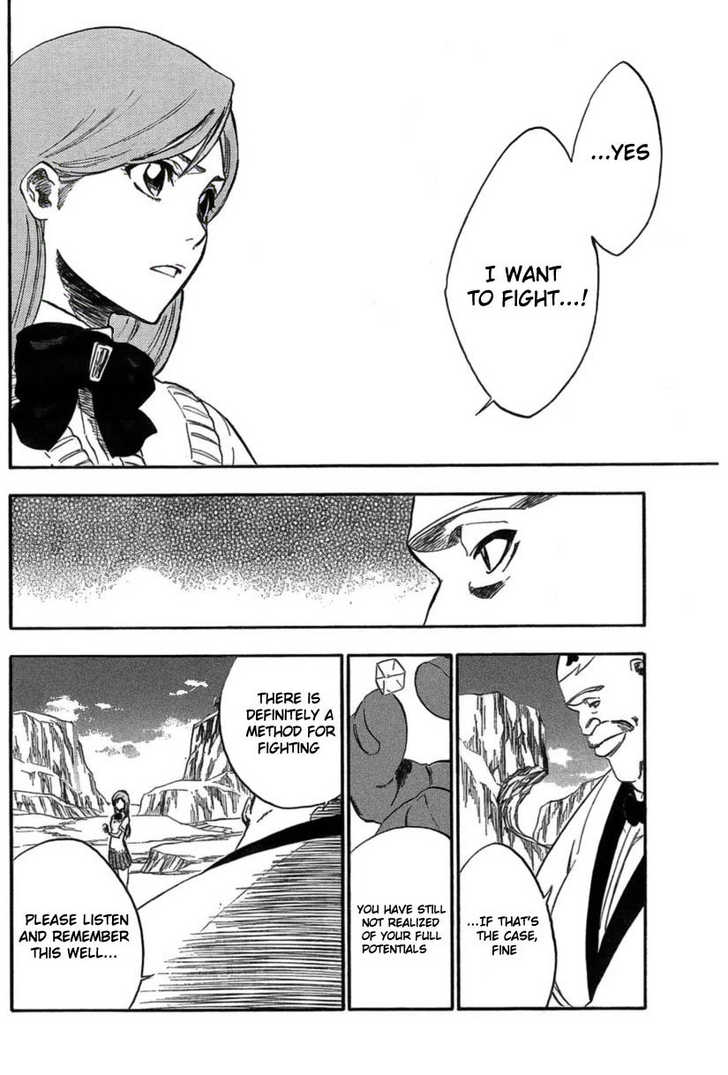 ...YES
I WANT
TO FIGHT...!
...IF THAT'S
THE CASE,
FINE
YOU HAVE STILL
NOT REALIZED
OF YOUR FULL
POTENTIALS
THERE IS
DEFINITELY A
METHOD FOR
FIGHTING
PLEASE LISTEN
AND REMEMBER
THIS WELL...